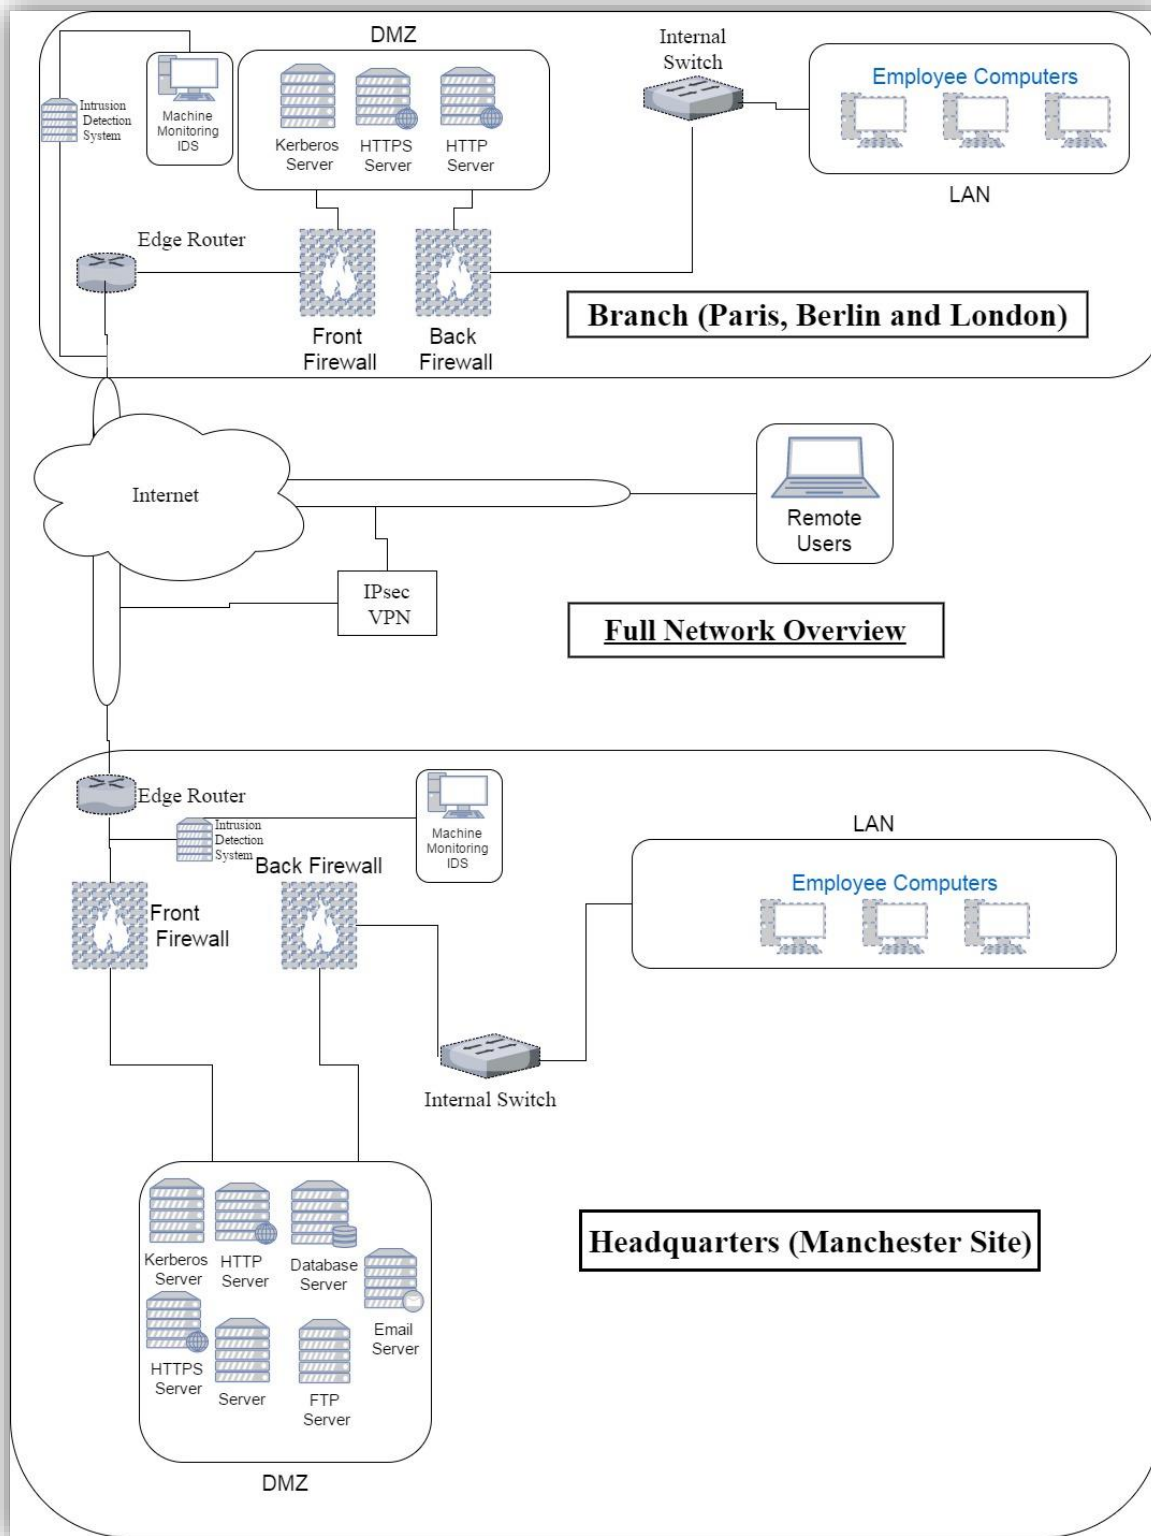 DMZ
Internal
Switch
Employee Computers
Intrusion
Detection
System
Machine
Monitoring
IDS
Kerberos
Server
HTTPS
Server
HTTP
Server
LAN
Edge Router
Front
Firewall
Back
Firewall
Branch (Paris, Berlin and London)
Internet
Remote
Users
IPsec
VPN
Full Network Overview
Edge Router
Intrusion
Detection
System
Machine
Monitoring
IDS
LAN
Back Firewall
Employee Computers
Front
Firewall
Internal Switch
Kerberos
Server
HTTP
Server
Database
Server
Email
Server
HTTPS
Server
Server
FTP
Server
Headquarters (Manchester Site)
DMZ